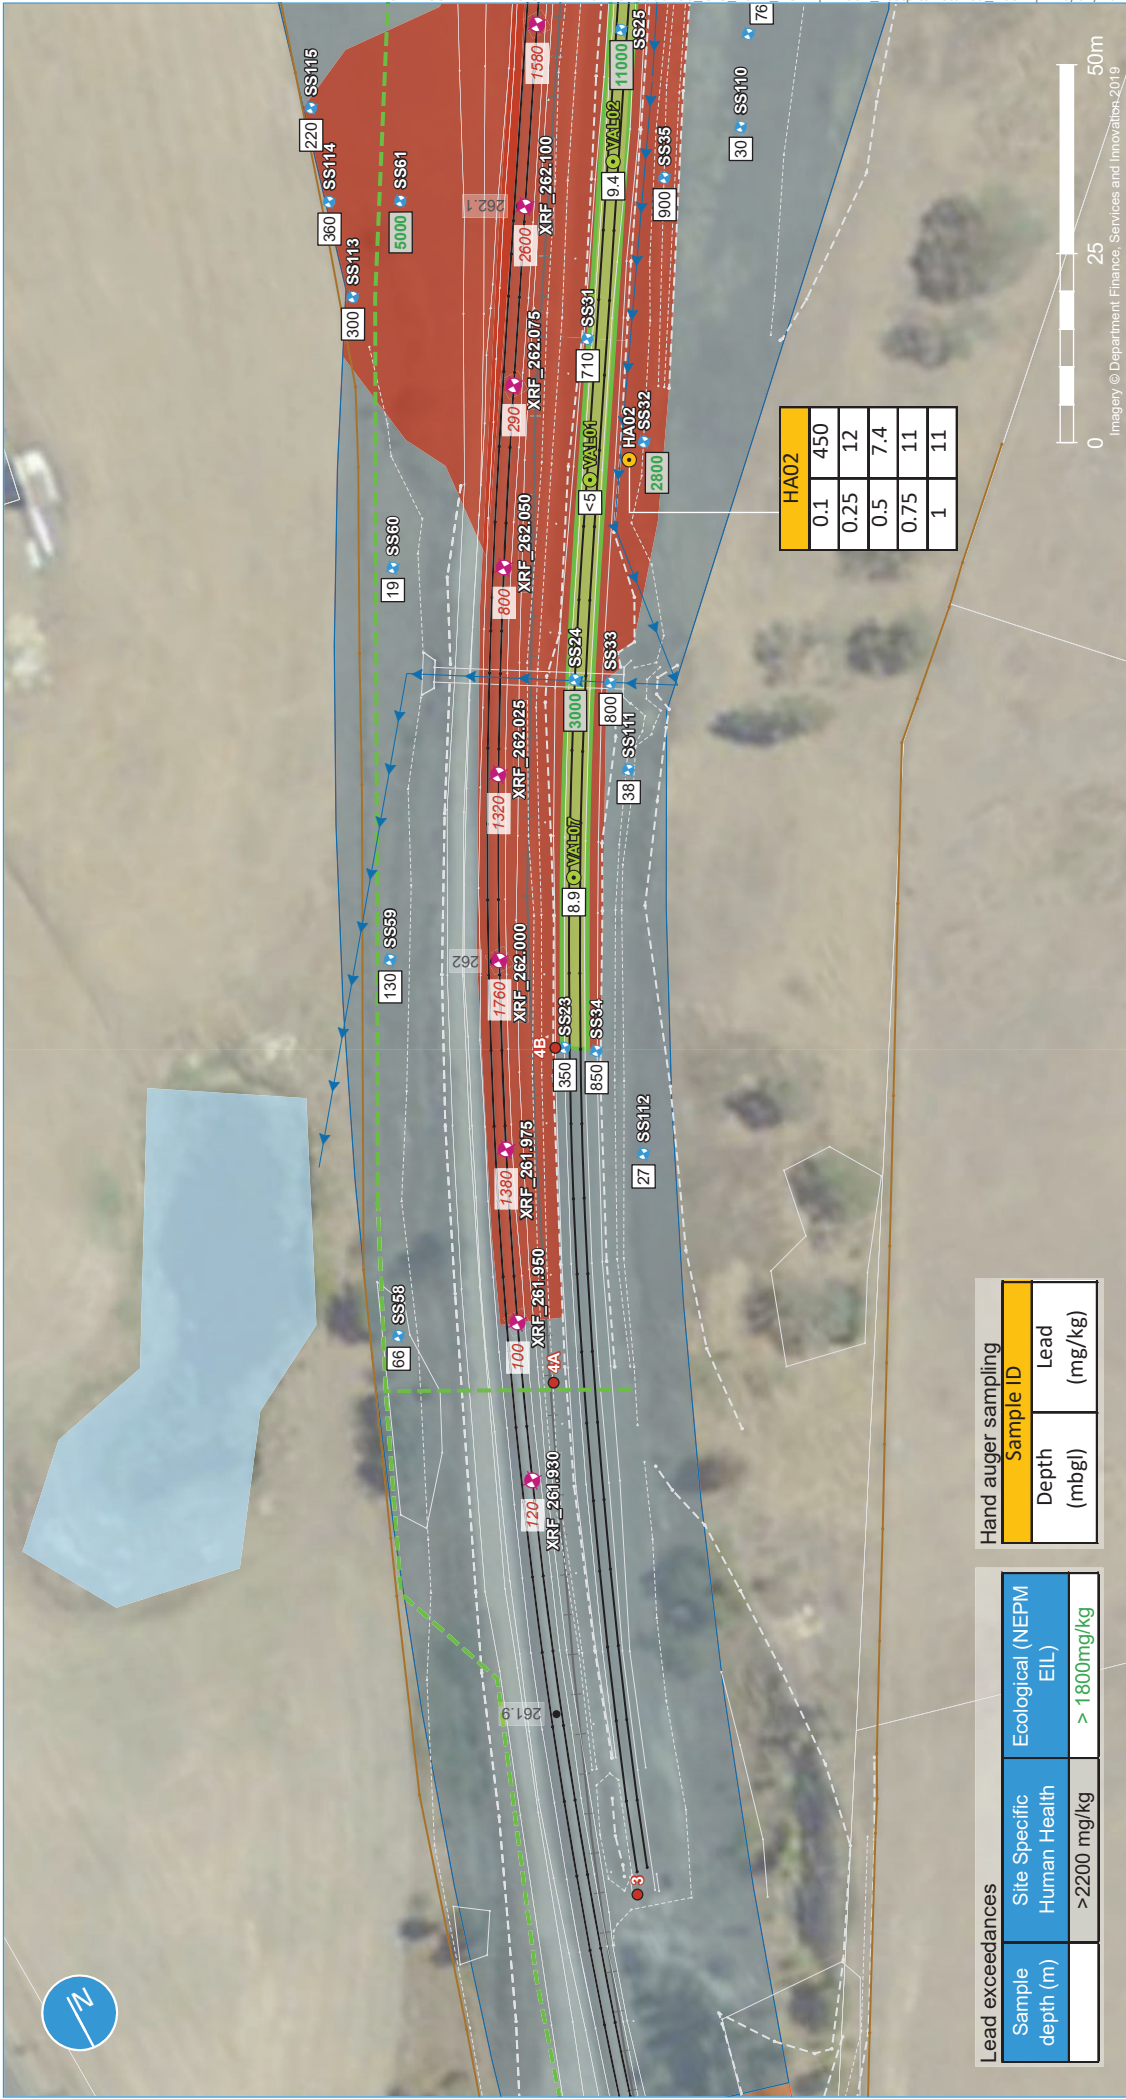 N
SS115
220
SS114
360
SS113
300
SS61
5000
1580
262.1
XRF_262.100
2600
XRF_262.075
290
XRF_262.050
800
XRF_262.025
1320
262
XRF_262.000
1760
XRF_261.975
1380
XRF_261.950
100
XRF_261.930
120
261.9
SS60
19
SS59
130
SS58
66
SS25
11000
VAL02
9.4
SS35
900
SS110
30
76
SS31
710
VAL01
<5
HA02
SS32
2800
SS24
3000
SS33
800
SS111
38
VAL07
8.9
4B
SS23
350
SS34
850
SS112
27
4A
3
HA02
0.1 450
0.25 12
0.5 7.4
0.75 11
1 11
Lead exceedances
Sample depth (m)
Site Specific Human Health
Ecological (NEPM EIL)
>2200 mg/kg
> 1800mg/kg
Hand auger sampling
Sample ID
Depth (mbgl)
Lead (mg/kg)
0 25 50m
Imagery © Department Finance, Services and Innovation 2019